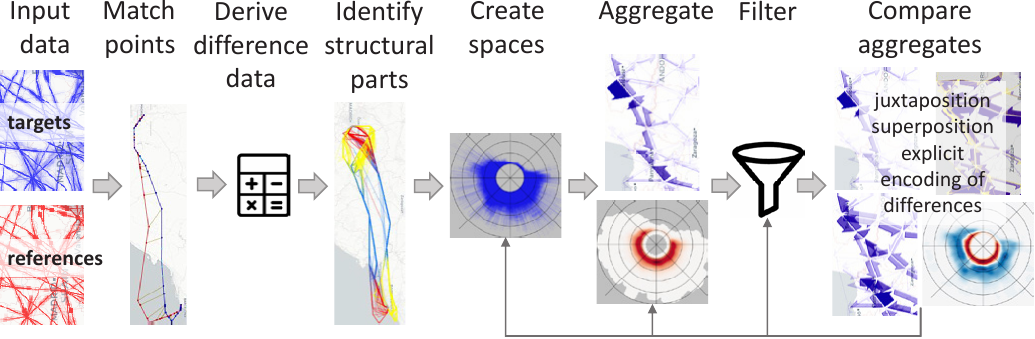 Input
data
Match
points
Derive
difference
data
Identify
structural
parts
Create
spaces
Aggregate
Filter
Compare
aggregates
targets
references
juxtaposition
superposition
explicit
encoding of
differences
+ −
× =
Zaragoza